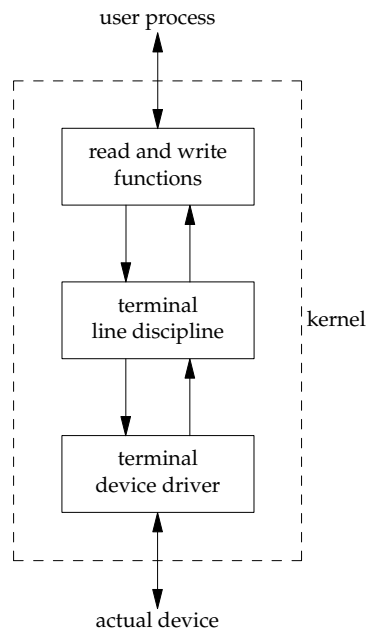 user process
read and write
functions
terminal
line discipline
kernel
terminal
device driver
actual device